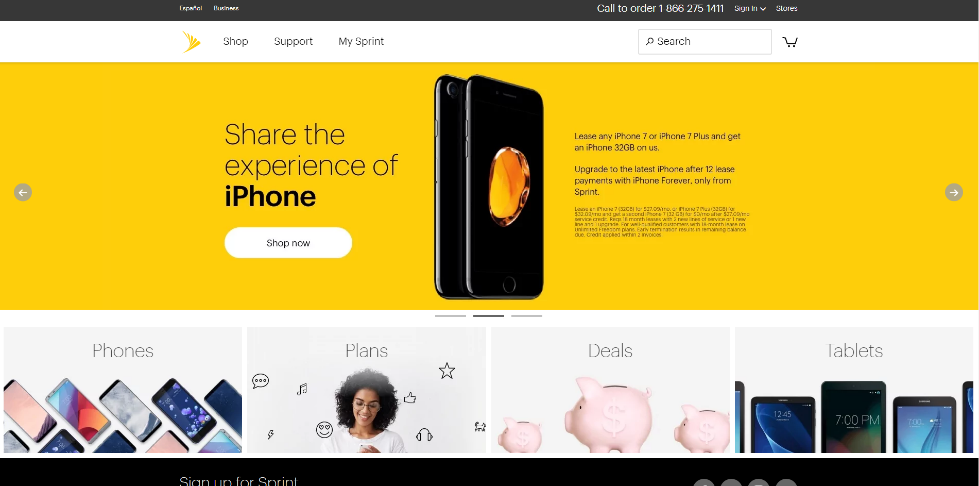 Español Business Call to order 1 866 275 1411 Sign In Stores
Shop Support My Sprint Search
Share the
experience of
iPhone
Shop now
Lease any iPhone 7 or iPhone 7 Plus and get
an iPhone 32GB on us.
Upgrade to the latest iPhone after 12 lease
payments with iPhone Forever, only from
Sprint.
Phones Plans Deals Tablets
12:45
7:00 PM
7:00
Sign up for Sprint